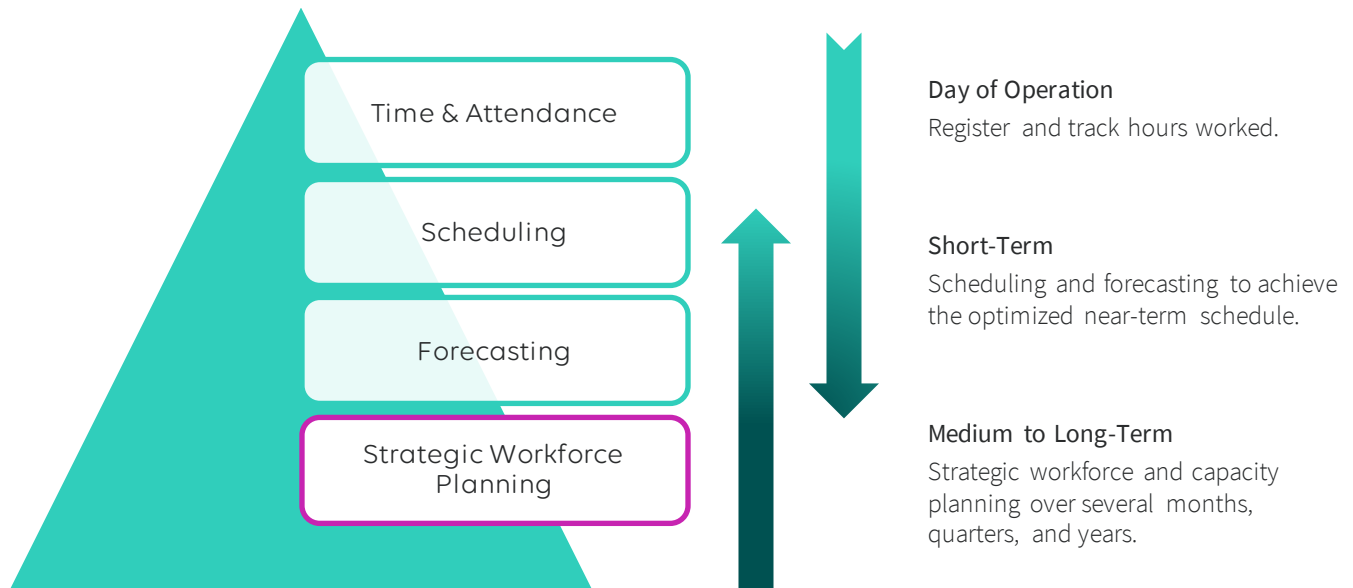 Time & Attendance
Scheduling
Forecasting
Strategic Workforce
Planning
Day of Operation
Register and track hours worked.
Short-Term
Scheduling and forecasting to achieve
the optimized near-term schedule.
Medium to Long-Term
Strategic workforce and capacity
planning over several months,
quarters, and years.